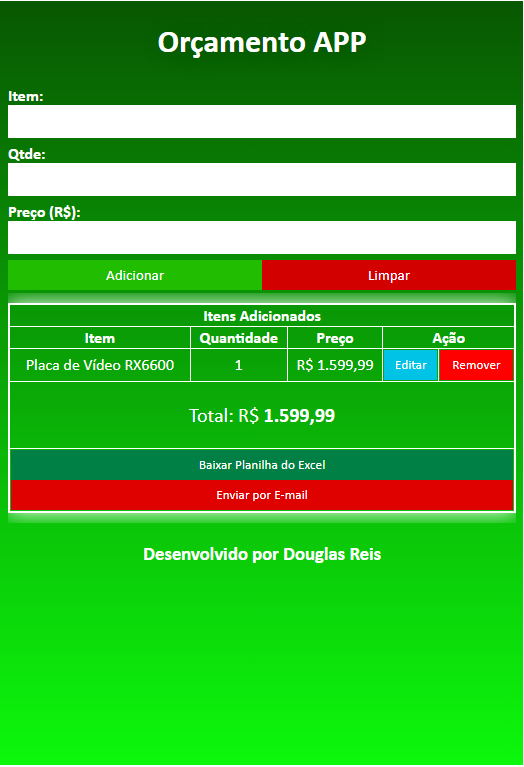 Orçamento APP
Item:
Qtde:
Preço (R$):
Adicionar Limpar
Itens Adicionados
Item Quantidade Preço Ação
Placa de Vídeo RX6600 1 R$ 1.599,99 Editar Remover
Total: R$ 1.599,99
Baixar Planilha do Excel
Enviar por E-mail
Desenvolvido por Douglas Reis